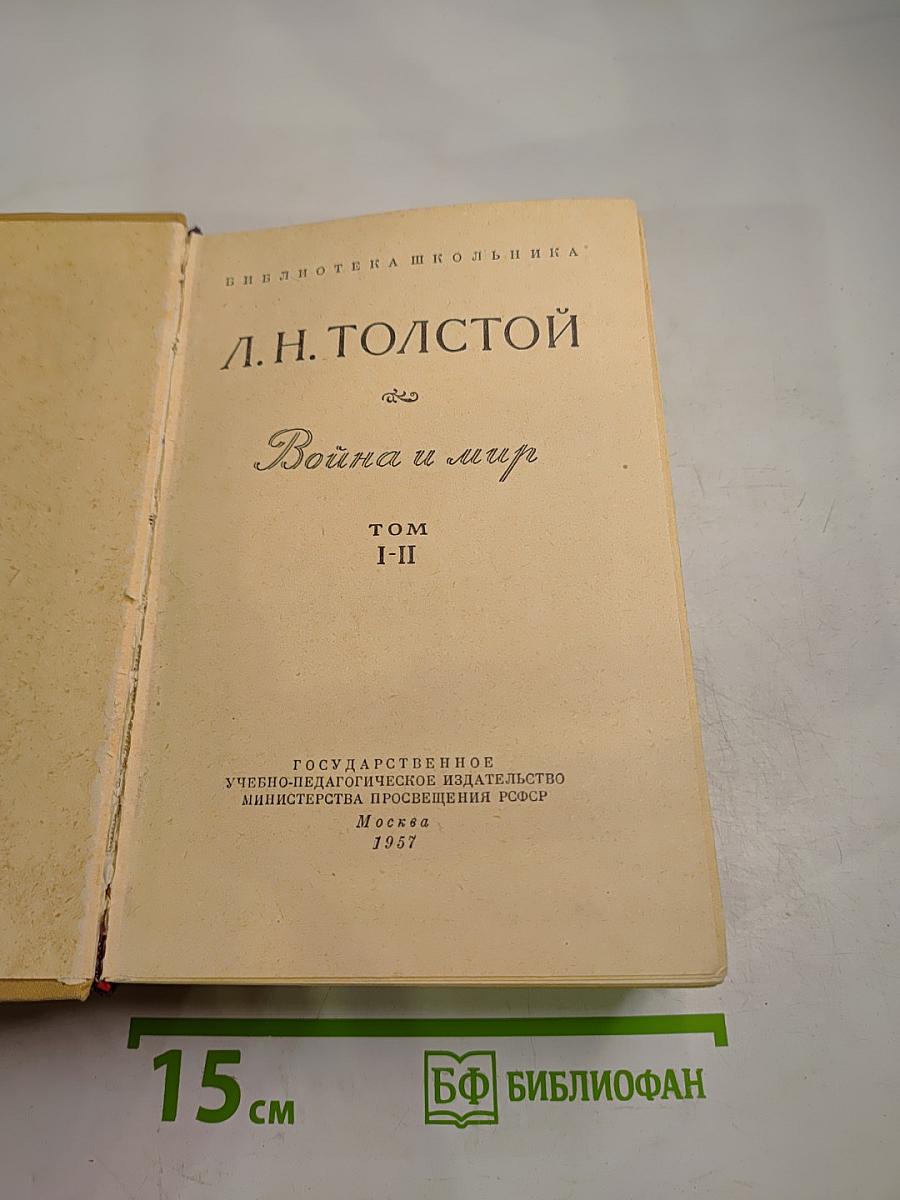 БИБЛИОТЕКА ШКОЛЬНИКА
Л. Н. ТОЛСТОЙ
Война и мир
ТОМ
I-II
ГОСУДАРСТВЕННОЕ
УЧЕБНО-ПЕДАГОГИЧЕСКОЕ ИЗДАТЕЛЬСТВО
МИНИСТЕРСТВА ПРОСВЕЩЕНИЯ РСФСР
Москва
1957
15 см
БФ БИБЛИОФАН